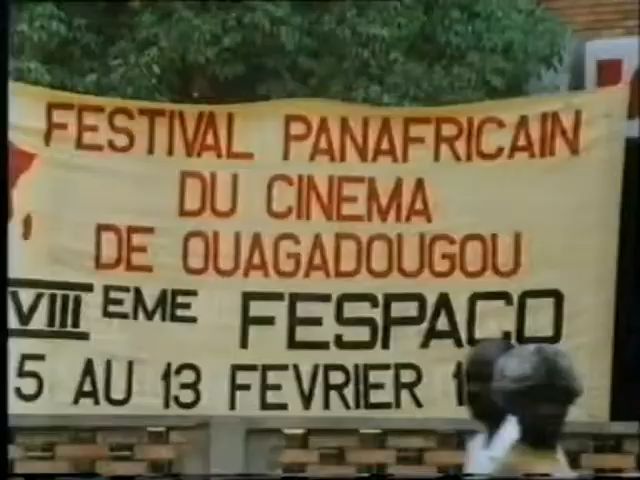 FESTIVAL PANAFRICAIN
DU CINEMA
DE OUAGADOUGOU
VIII EME FESPACO
5 AU 13 FEVRIER